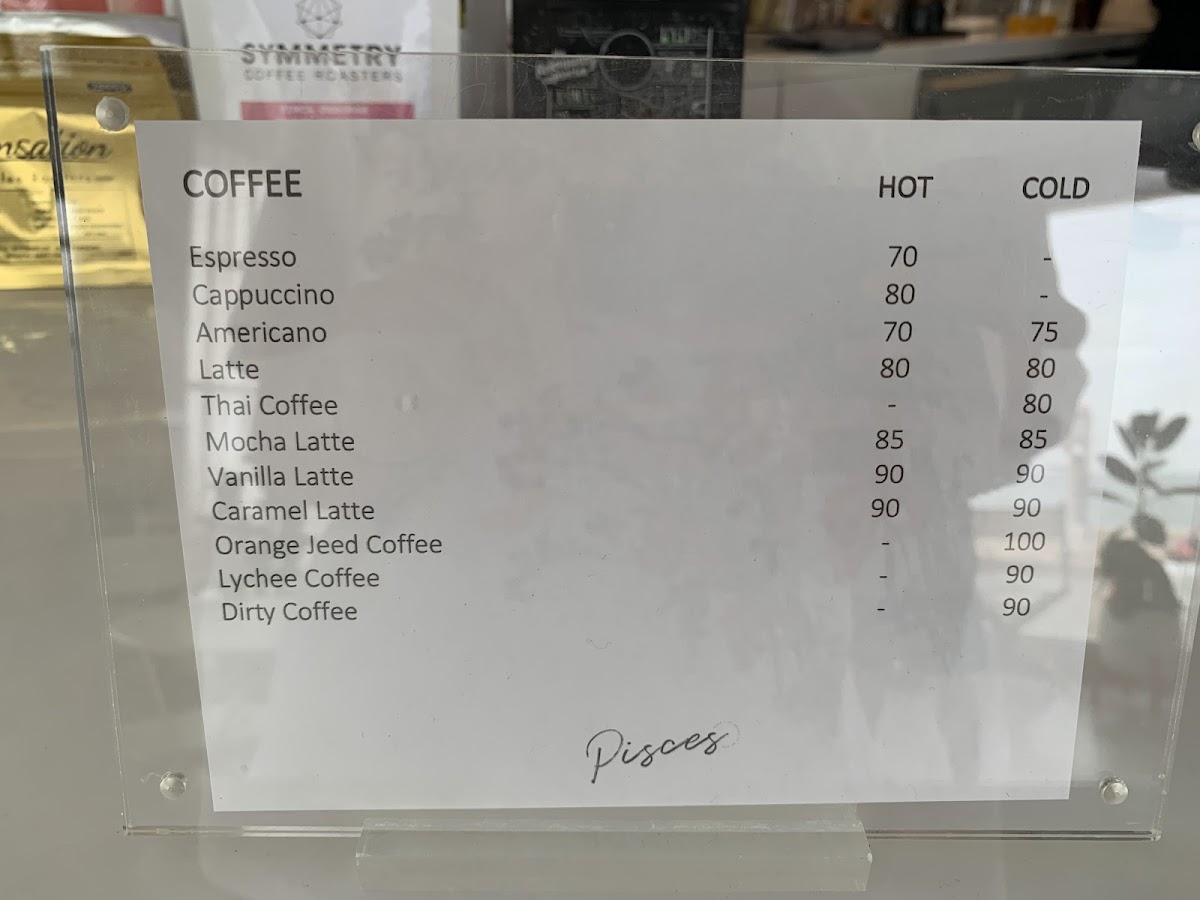 SYMMETRY
COFFEE ROASTERS
COFFEE HOT COLD
Espresso 70 -
Cappuccino 80 -
Americano 70 75
Latte 80 80
Thai Coffee - 80
Mocha Latte 85 85
Vanilla Latte 90 90
Caramel Latte 90 90
Orange Jeed Coffee - 100
Lychee Coffee - 90
Dirty Coffee - 90
Pisces